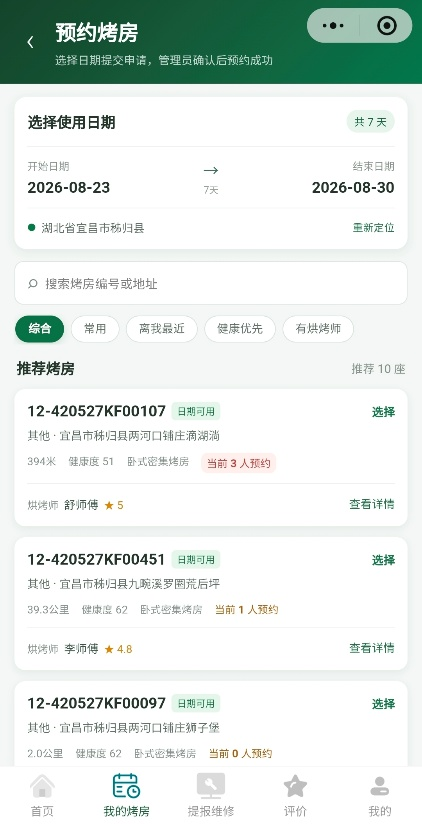 预约烤房
选择日期提交申请，管理员确认后预约成功
选择使用日期
共 7 天
开始日期
结束日期
2026-08-23
→
7天
2026-08-30
湖北省宜昌市秭归县
重新定位
搜索烤房编号或地址
综合 常用 离我最近 健康优先 有烘烤师
推荐烤房
推荐 10 座
12-420527KF00107 日期可用 选择
其他 · 宜昌市秭归县两河口铺庄滴湖淌
394米 健康度 51 卧式密集烤房 当前 3 人预约
烘烤师 舒师傅 ★ 5 查看详情
12-420527KF00451 日期可用 选择
其他 · 宜昌市秭归县九畹溪罗圈荒后坪
39.3公里 健康度 62 卧式密集烤房 当前 1 人预约
烘烤师 李师傅 ★ 4.8 查看详情
12-420527KF00097 日期可用 选择
其他 · 宜昌市秭归县两河口铺庄狮子堡
2.0公里 健康度 62 卧式密集烤房 当前 0 人预约
首页 我的烤房 提报维修 评价 我的